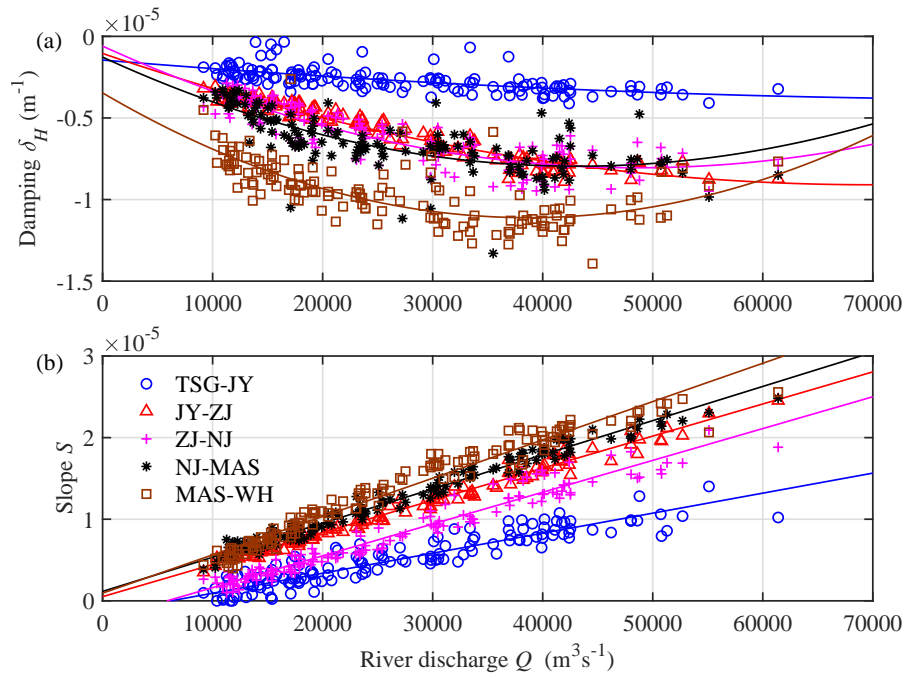 (a)
×10⁻⁵
0
-0.5
-1
-1.5
Damping δ_H (m⁻¹)
0 10000 20000 30000 40000 50000 60000 70000
(b)
×10⁻⁵
3
2
1
0
Slope S
TSG-JY
JY-ZJ
ZJ-NJ
NJ-MAS
MAS-WH
0 10000 20000 30000 40000 50000 60000 70000
River discharge Q (m³s⁻¹)